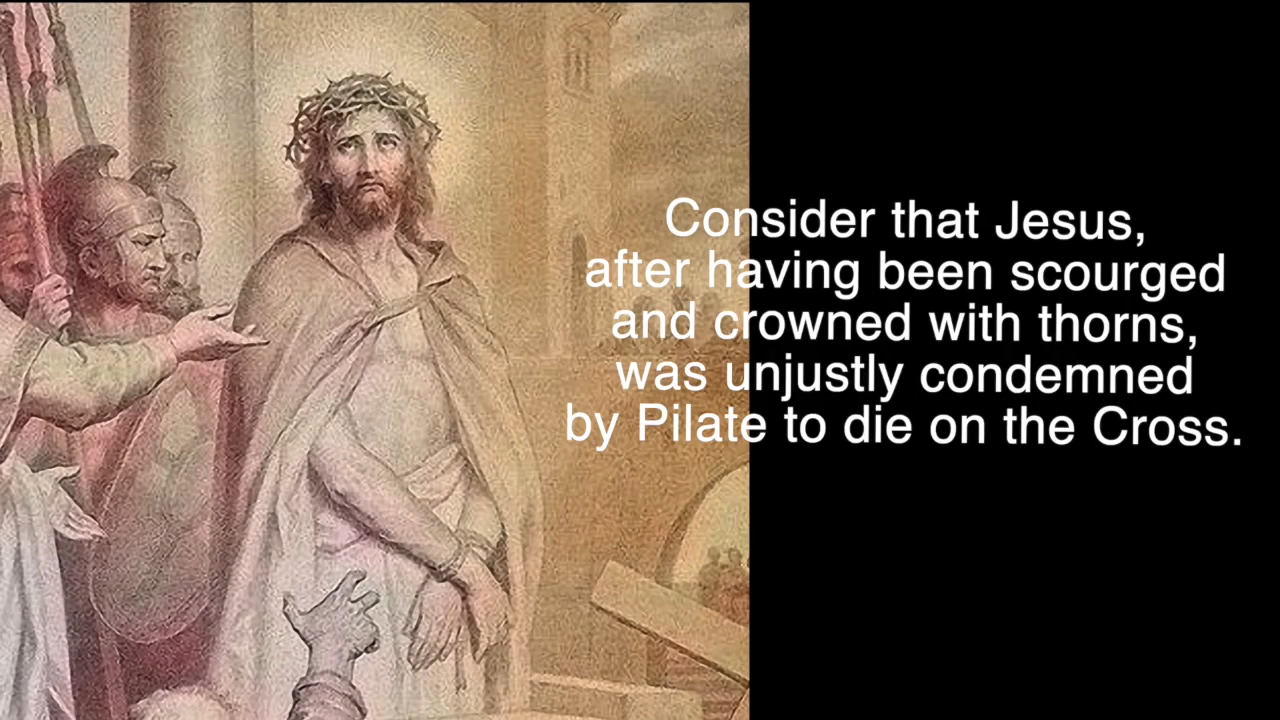 Consider that Jesus,
after having been scourged
and crowned with thorns,
was unjustly condemned
by Pilate to die on the Cross.